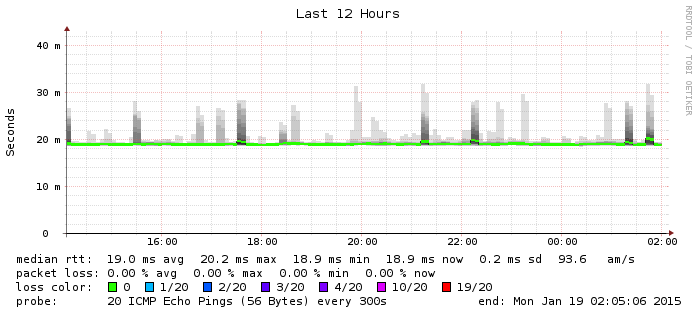 Last 12 Hours
RRDTOOL / TOBI OETIKER
Seconds
40 m
30 m
20 m
10 m
0
16:00 18:00 20:00 22:00 00:00 02:00
median rtt: 19.0 ms avg 20.2 ms max 18.9 ms min 18.9 ms now 0.2 ms sd 93.6 am/s
packet loss: 0.00 % avg 0.00 % max 0.00 % min 0.00 % now
loss color: 0 1/20 2/20 3/20 4/20 10/20 19/20
probe: 20 ICMP Echo Pings (56 Bytes) every 300s end: Mon Jan 19 02:05:06 2015